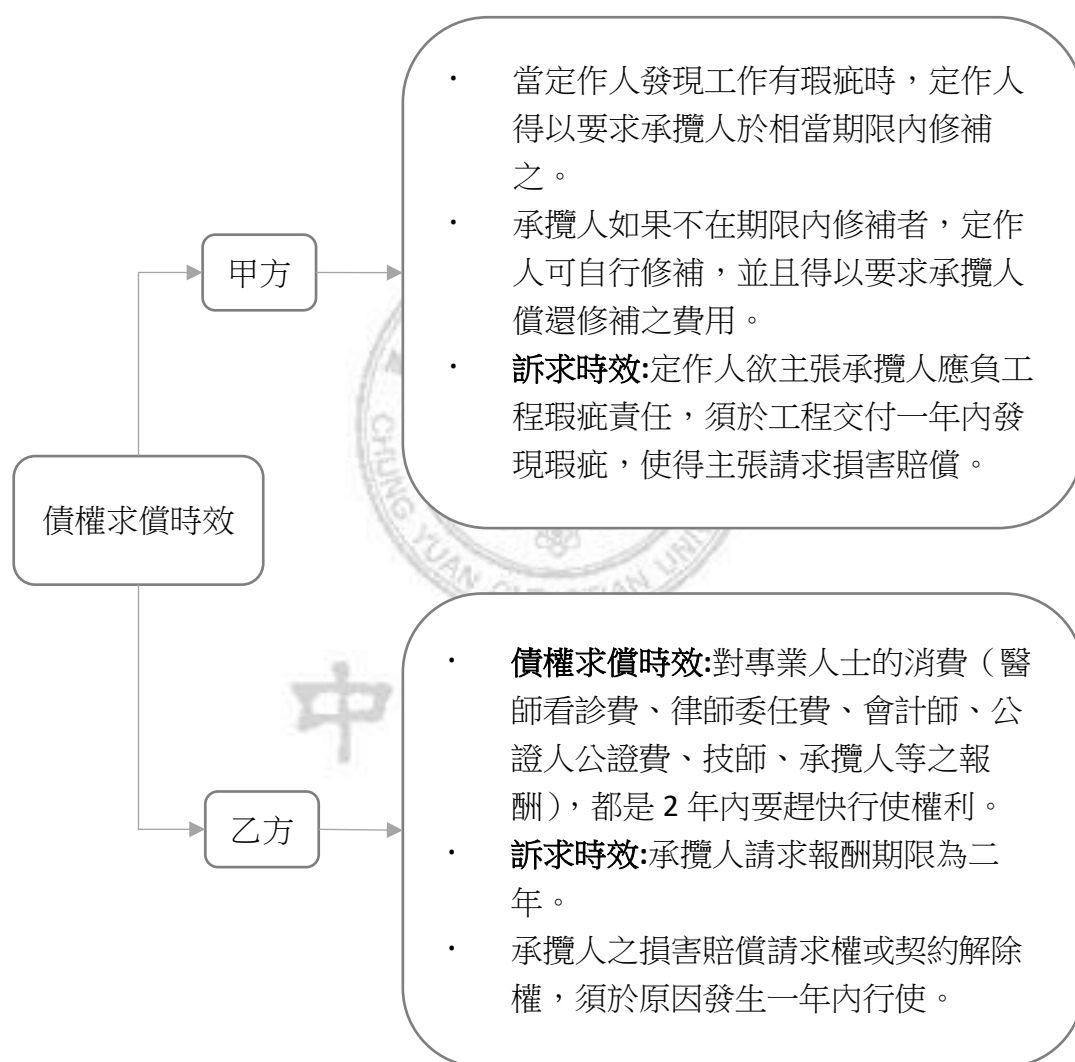 · 當定作人發現工作有瑕疵時，定作人
得以要求承攬人於相當期限內修補
之。
· 承攬人如果不在期限內修補者，定作
人可自行修補，並且得以要求承攬人
償還修補之費用。
· 訴求時效:定作人欲主張承攬人應負工
程瑕疵責任，須於工程交付一年內發
現瑕疵，使得主張請求損害賠償。
甲方
債權求償時效
乙方
· 債權求償時效:對專業人士的消費（醫
師看診費、律師委任費、會計師、公
證人公證費、技師、承攬人等之報
酬），都是 2 年內要趕快行使權利。
· 訴求時效:承攬人請求報酬期限為二
年。
· 承攬人之損害賠償請求權或契約解除
權，須於原因發生一年內行使。
CHUNG YUAN
中